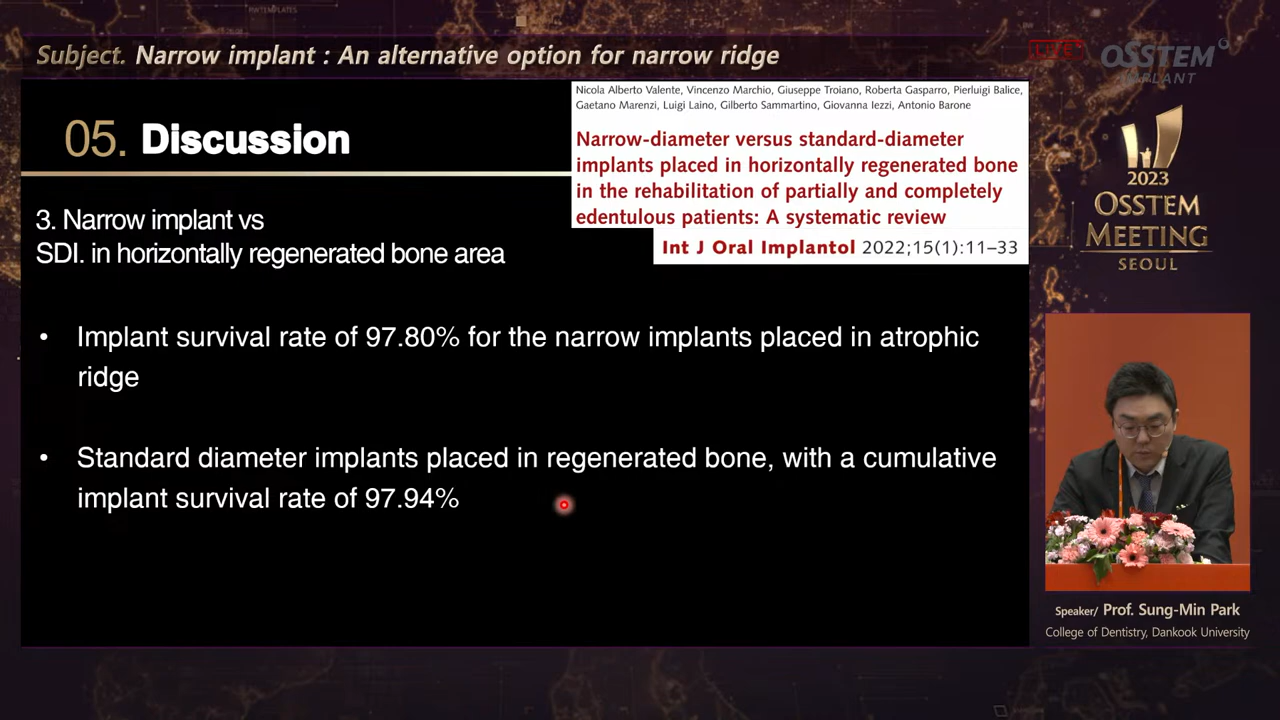 Subject. Narrow implant : An alternative option for narrow ridge
LIVE
OSSTEM
IMPLANT
05. Discussion
Nicola Alberto Valente, Vincenzo Marchio, Giuseppe Troiano, Roberta Gasparro, Pierluigi Balice,
Gaetano Marenzi, Luigi Laino, Gilberto Sammartino, Giovanna Iezzi, Antonio Barone
Narrow-diameter versus standard-diameter
implants placed in horizontally regenerated bone
in the rehabilitation of partially and completely
edentulous patients: A systematic review
Int J Oral Implantol 2022;15(1):11–33
3. Narrow implant vs
SDI. in horizontally regenerated bone area
• Implant survival rate of 97.80% for the narrow implants placed in atrophic
ridge
• Standard diameter implants placed in regenerated bone, with a cumulative
implant survival rate of 97.94%
2023
OSSTEM
MEETING
SEOUL
Speaker/ Prof. Sung-Min Park
College of Dentistry, Dankook University